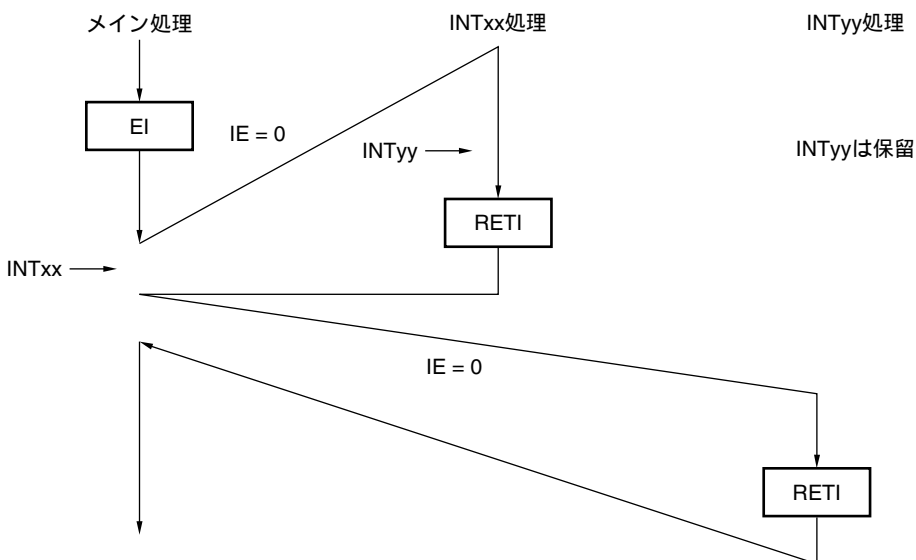 メイン処理
INTxx処理
INTyy処理
EI
IE = 0
INTyy
INTyyは保留
RETI
INTxx
IE = 0
RETI